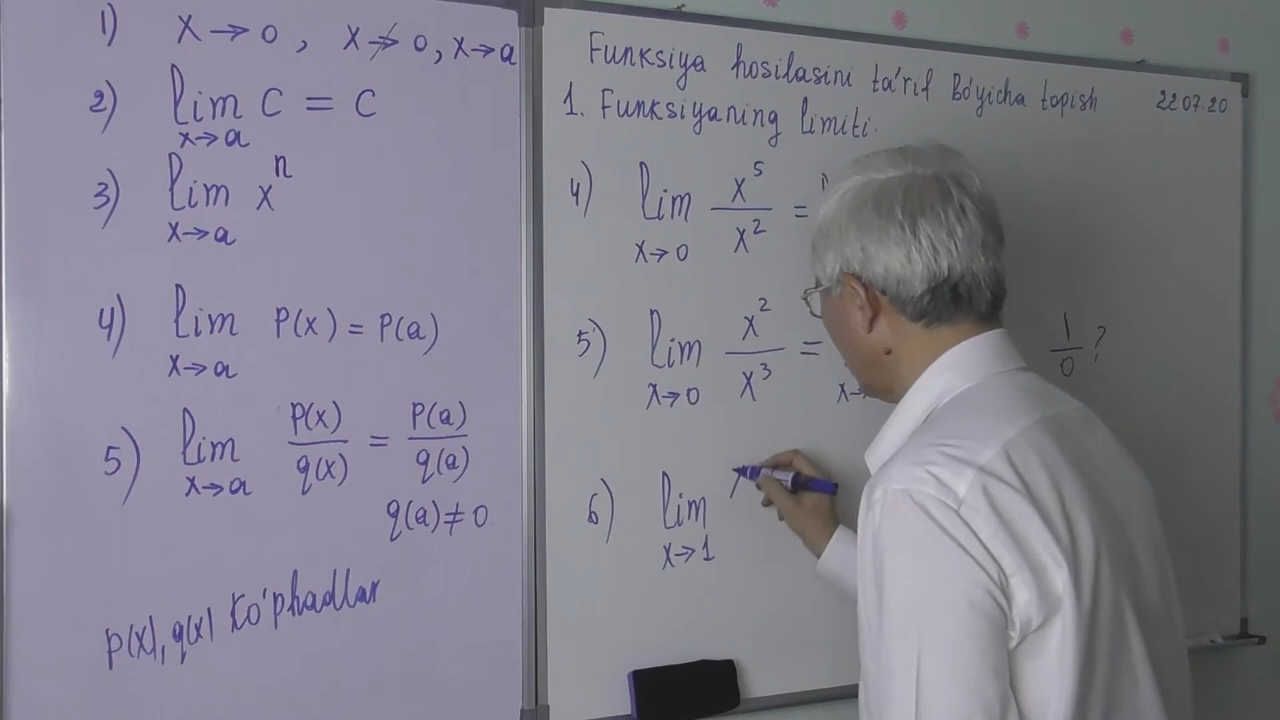 1) x→0, x↛0, x→a
2) lim C = C
x→a
3) lim xⁿ
x→a
4) lim P(x) = P(a)
x→a
5) lim P(x)/q(x) = P(a)/q(a)
x→a
q(a)≠0
p(x), q(x) Ko'phadlar
Funksiya hosilasini ta'rif Bo'yicha topish 22.07.20
1. Funksiyaning limiti.
4) lim x⁵/x² =
x→0
5) lim x²/x³ = 1/0 ?
x→0 x→
6) lim
x→1